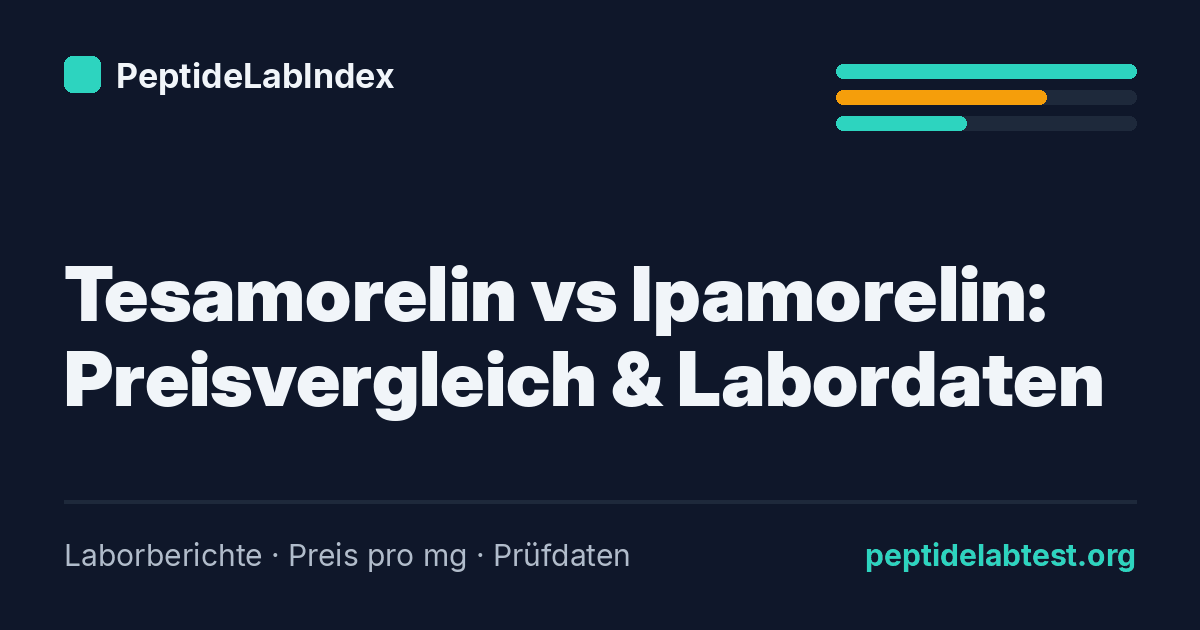 PeptideLabIndex
Tesamorelin vs Ipamorelin:
Preisvergleich & Labordaten
Laborberichte · Preis pro mg · Prüfdaten
peptidelabtest.org